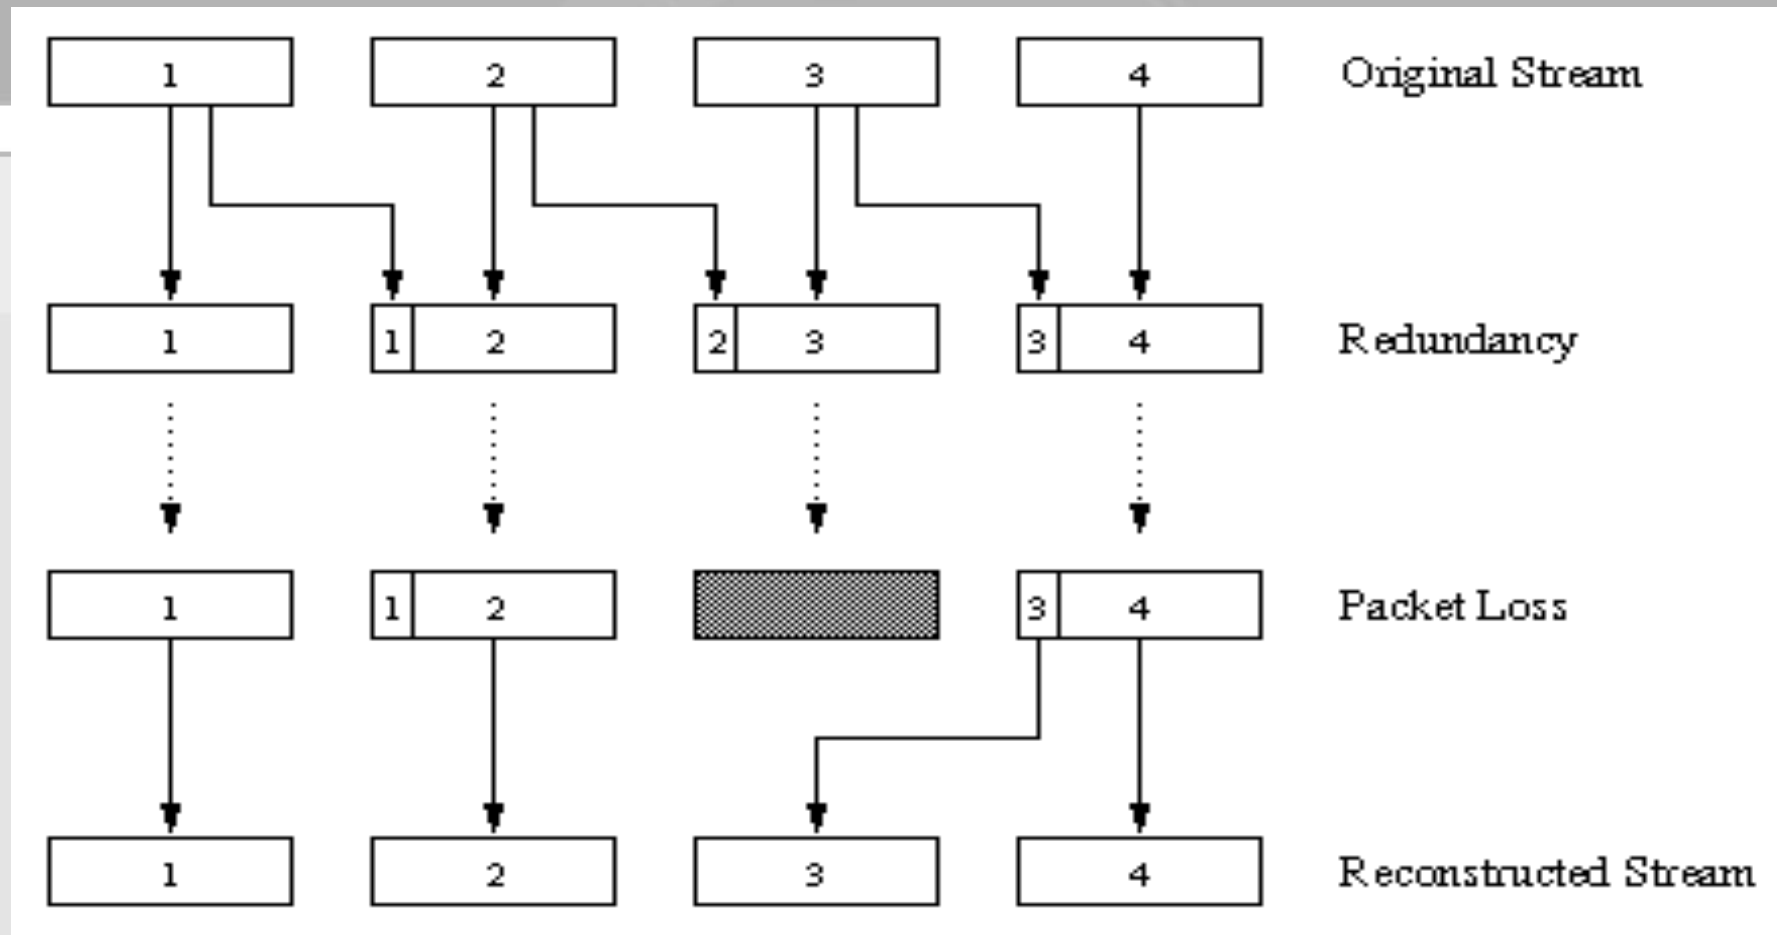 1 2 3 4 Original Stream
1 1 2 2 3 3 4 Redundancy
1 1 2 3 4 Packet Loss
1 2 3 4 Reconstructed Stream